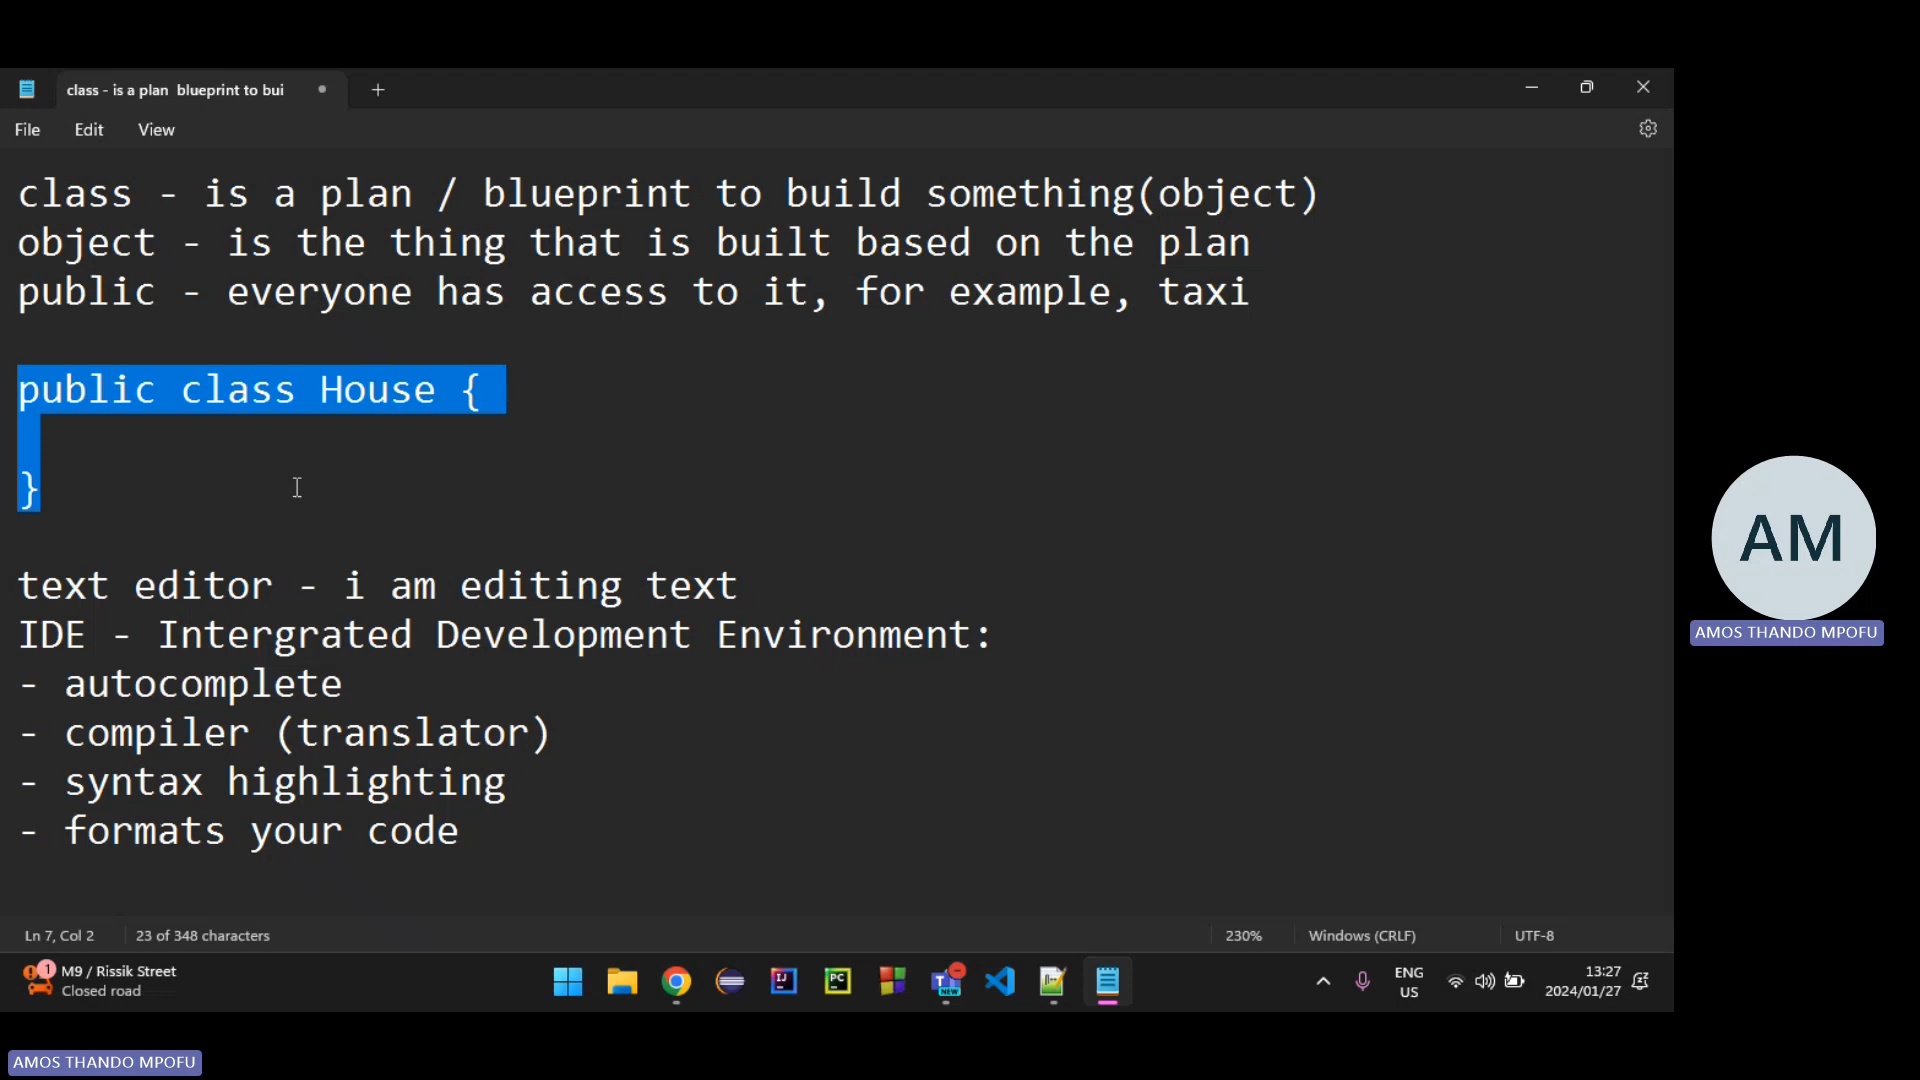 class - is a plan  blueprint to bui
File Edit View
class - is a plan / blueprint to build something(object)
object - is the thing that is built based on the plan
public - everyone has access to it, for example, taxi
public class House {
}
text editor - i am editing text
IDE - Intergrated Development Environment:
- autocomplete
- compiler (translator)
- syntax highlighting
- formats your code
AM
AMOS THANDO MPOFU
Ln 7, Col 2 23 of 348 characters 230% Windows (CRLF) UTF-8
1 M9 / Rissik Street
Closed road
IJ PC T NEW
ENG
US
13:27
2024/01/27
AMOS THANDO MPOFU